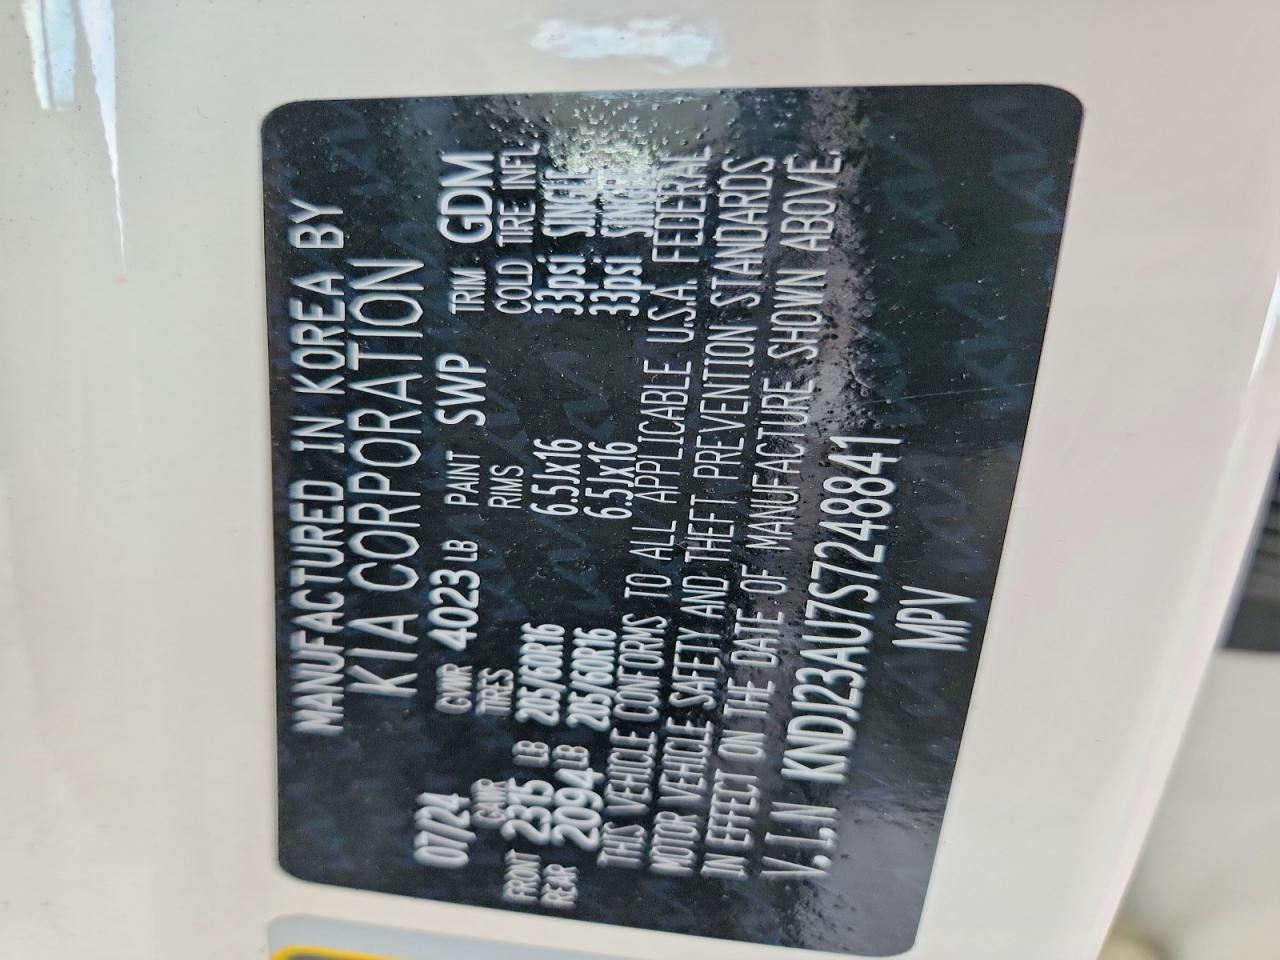 MANUFACTURED IN KOREA BY
KIA CORPORATION
07/24 GVWR 4023 LB PAINT SWP TRIM GDM
GAWR TIRES RIMS COLD TIRE INFL.
FRONT 2315 LB 205/60R16 6.5Jx16 33psi SINGLE
REAR 2094 LB 205/60R16 6.5Jx16 33psi SINGLE
THIS VEHICLE CONFORMS TO ALL APPLICABLE U.S.A. FEDERAL
MOTOR VEHICLE SAFETY AND THEFT PREVENTION STANDARDS
IN EFFECT ON THE DATE OF MANUFACTURE SHOWN ABOVE.
V.I.N KNDJ23AU7S7248841
MPV